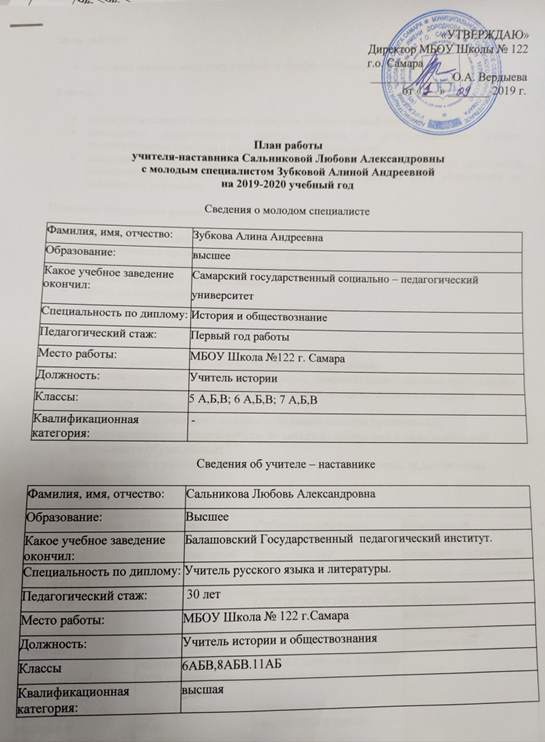 «УТВЕРЖДАЮ»
Директор МБОУ Школы № 122
г.о. Самара
О.А. Вердыева
от « » 09 2019 г.
План работы
учителя-наставника Сальниковой Любови Александровны
с молодым специалистом Зубковой Алиной Андреевной
на 2019-2020 учебный год
Сведения о молодом специалисте
Фамилия, имя, отчество: Зубкова Алина Андреевна
Образование: высшее
Какое учебное заведение Самарский государственный социально – педагогический
окончил: университет
Специальность по диплому: История и обществознание
Педагогический стаж: Первый год работы
Место работы: МБОУ Школа №122 г. Самара
Должность: Учитель истории
Классы: 5 А,Б,В; 6 А,Б,В; 7 А,Б,В
Квалификационная -
категория:
Сведения об учителе – наставнике
Фамилия, имя, отчество: Сальникова Любовь Александровна
Образование: Высшее
Какое учебное заведение Балашовский Государственный педагогический институт.
окончил:
Специальность по диплому: Учитель русского языка и литературы.
Педагогический стаж: 30 лет
Место работы: МБОУ Школа № 122 г.Самара
Должность: Учитель истории и обществознания
Классы 6АБВ,8АБВ.11АБ
Квалификационная высшая
категория: